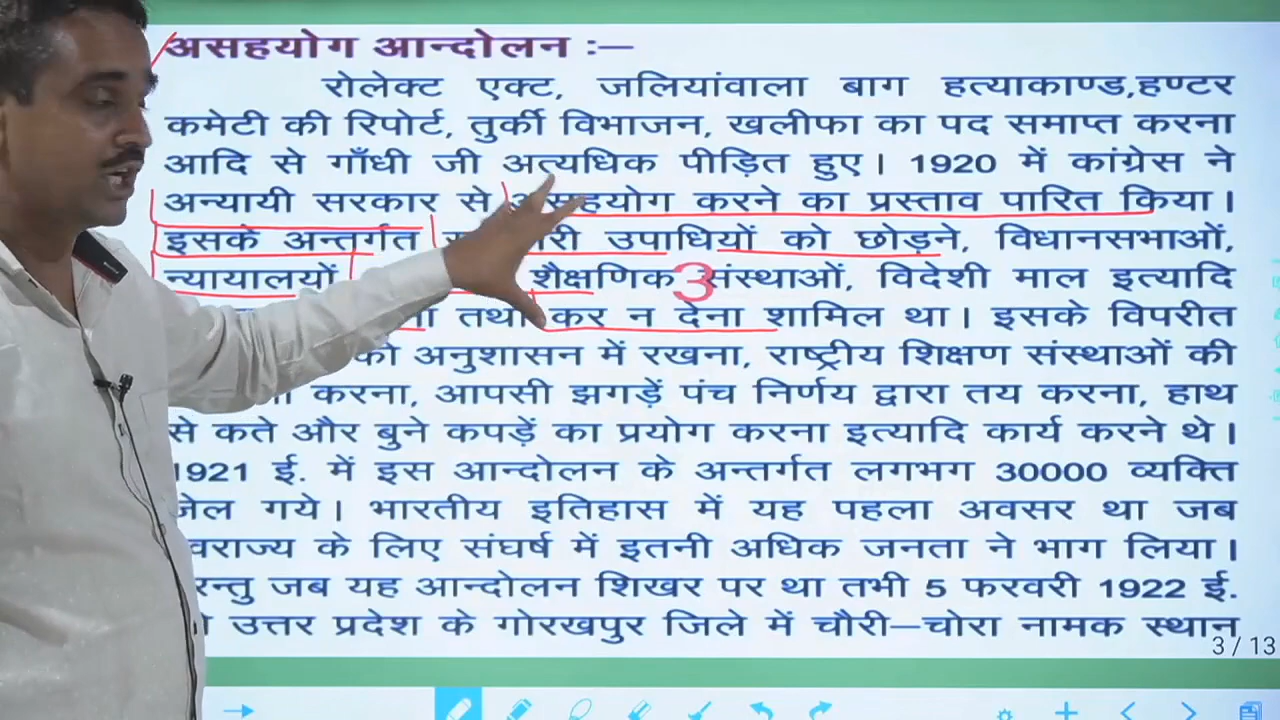 असहयोग आन्दोलन :–
रोलेक्ट एक्ट, जलियांवाला बाग हत्याकाण्ड,हण्टर
कमेटी की रिपोर्ट, तुर्की विभाजन, खलीफा का पद समाप्त करना
आदि से गाँधी जी अत्यधिक पीड़ित हुए। 1920 में कांग्रेस ने
अन्यायी सरकार से असहयोग करने का प्रस्ताव पारित किया।
इसके अन्तर्गत उपाधियों को छोड़ने, विधानसभाओं,
न्यायालयों शैक्षणिक 3 संस्थाओं, विदेशी माल इत्यादि
तथा कर न देना शामिल था। इसके विपरीत
को अनुशासन में रखना, राष्ट्रीय शिक्षण संस्थाओं की
करना, आपसी झगड़ें पंच निर्णय द्वारा तय करना, हाथ
से कते और बुने कपड़ें का प्रयोग करना इत्यादि कार्य करने थे।
1921 ई. में इस आन्दोलन के अन्तर्गत लगभग 30000 व्यक्ति
जेल गये। भारतीय इतिहास में यह पहला अवसर था जब
स्वराज्य के लिए संघर्ष में इतनी अधिक जनता ने भाग लिया।
परन्तु जब यह आन्दोलन शिखर पर था तभी 5 फरवरी 1922 ई.
उत्तर प्रदेश के गोरखपुर जिले में चौरी–चोरा नामक स्थान
3 / 13